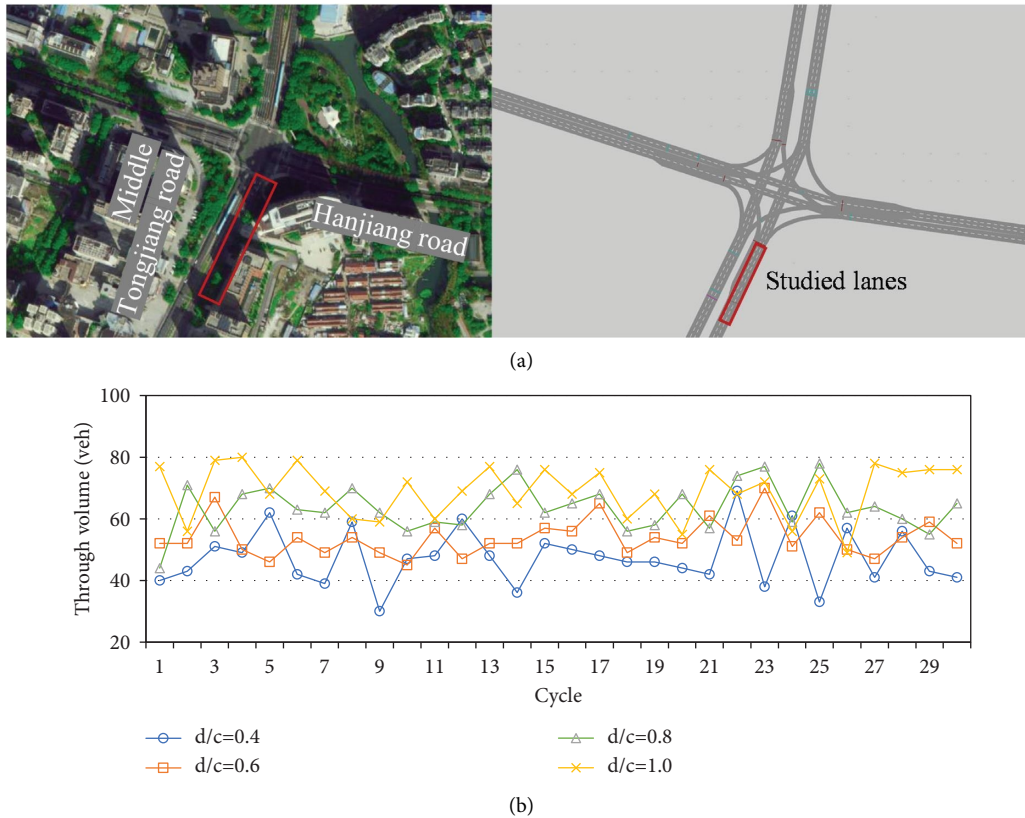 Middle
Tongjiang road
Hanjiang road
Studied lanes
(a)
100
80
60
40
20
Through volume (veh)
1 3 5 7 9 11 13 15 17 19 21 23 25 27 29
Cycle
d/c=0.4
d/c=0.8
d/c=0.6
d/c=1.0
(b)